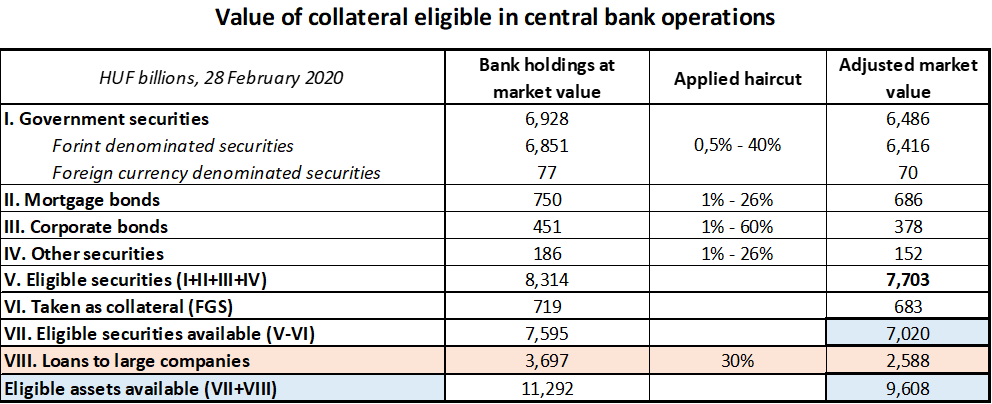 Value of collateral eligible in central bank operations
HUF billions, 28 February 2020 Bank holdings at market value Applied haircut Adjusted market value
I. Government securities 6,928 0,5% - 40% 6,486
Forint denominated securities 6,851 6,416
Foreign currency denominated securities 77 70
II. Mortgage bonds 750 1% - 26% 686
III. Corporate bonds 451 1% - 60% 378
IV. Other securities 186 1% - 26% 152
V. Eligible securities (I+II+III+IV) 8,314 7,703
VI. Taken as collateral (FGS) 719 683
VII. Eligible securities available (V-VI) 7,595 7,020
VIII. Loans to large companies 3,697 30% 2,588
Eligible assets available (VII+VIII) 11,292 9,608